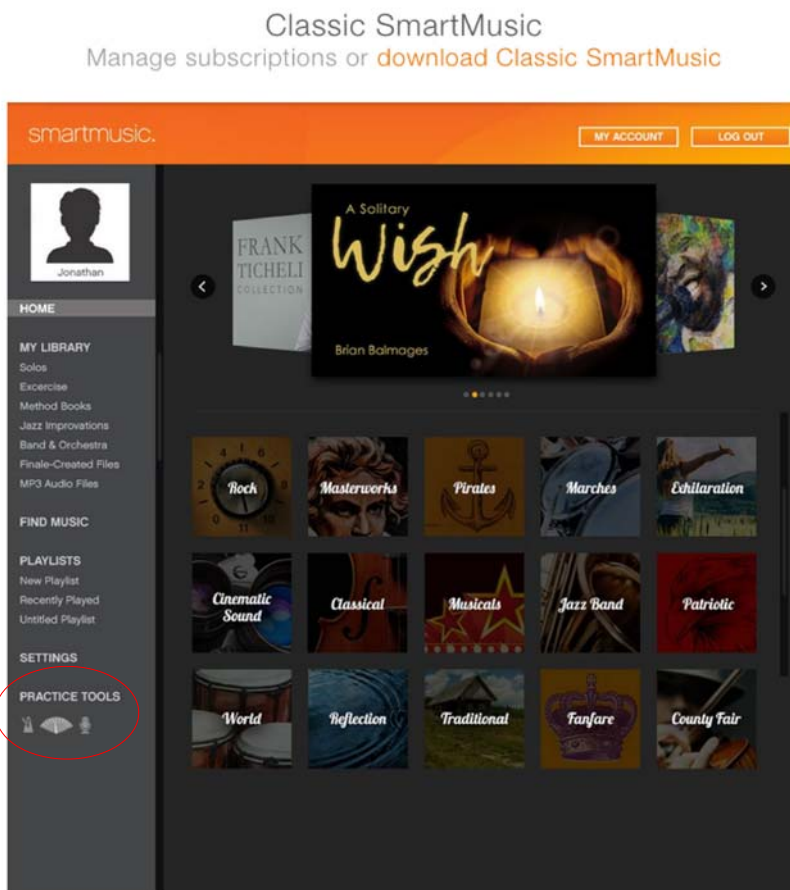 Classic SmartMusic
Manage subscriptions or download Classic SmartMusic
smartmusic.
MY ACCOUNT
LOG OUT
Jonathan
HOME
MY LIBRARY
Solos
Excercise
Method Books
Jazz Improvations
Band & Orchestra
Finale-Created Files
MP3 Audio Files
FIND MUSIC
PLAYLISTS
New Playlist
Recently Played
Untitled Playlist
SETTINGS
PRACTICE TOOLS
FRANK
TICHELI
COLLECTION
A Solitary
Wish
Brian Balmages
Rock
Masterworks
Pirates
Marches
Exhilaration
Cinematic
Sound
Classical
Musicals
Jazz Band
Patriotic
World
Reflection
Traditional
Fanfare
County Fair